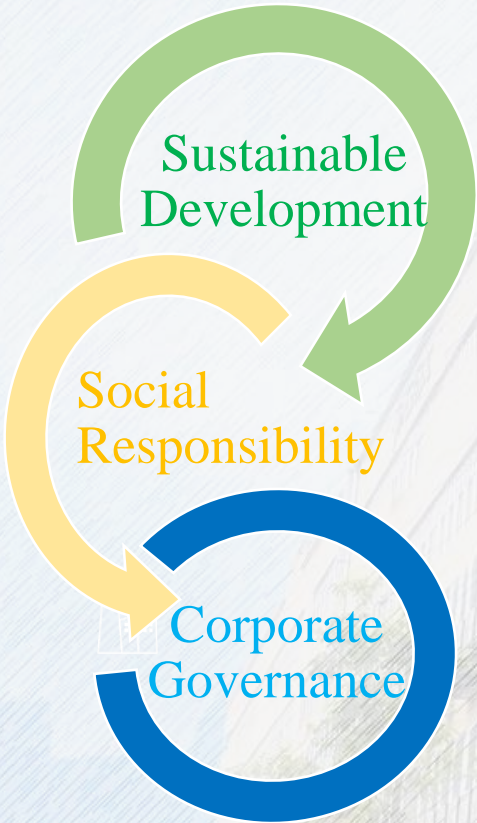 Sustainable
Development
Social
Responsibility
Corporate
Governance